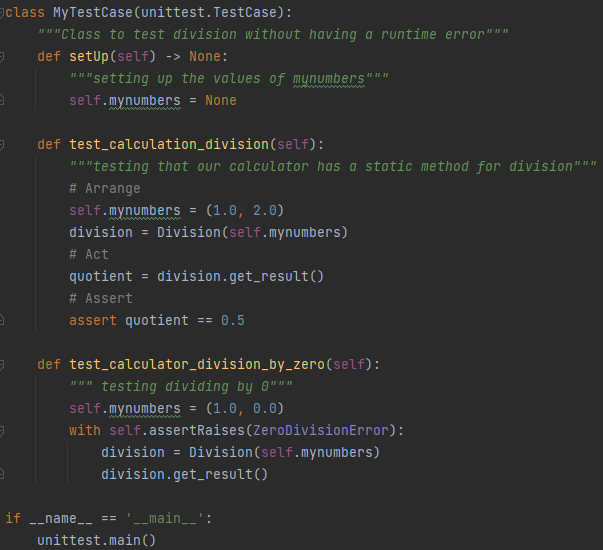 class MyTestCase(unittest.TestCase):
    """Class to test division without having a runtime error"""
    def setUp(self) -> None:
        """setting up the values of mynumbers"""
        self.mynumbers = None

    def test_calculation_division(self):
        """testing that our calculator has a static method for division"""
        # Arrange
        self.mynumbers = (1.0, 2.0)
        division = Division(self.mynumbers)
        # Act
        quotient = division.get_result()
        # Assert
        assert quotient == 0.5

    def test_calculator_division_by_zero(self):
        """ testing dividing by 0"""
        self.mynumbers = (1.0, 0.0)
        with self.assertRaises(ZeroDivisionError):
            division = Division(self.mynumbers)
            division.get_result()

if __name__ == '__main__':
    unittest.main()